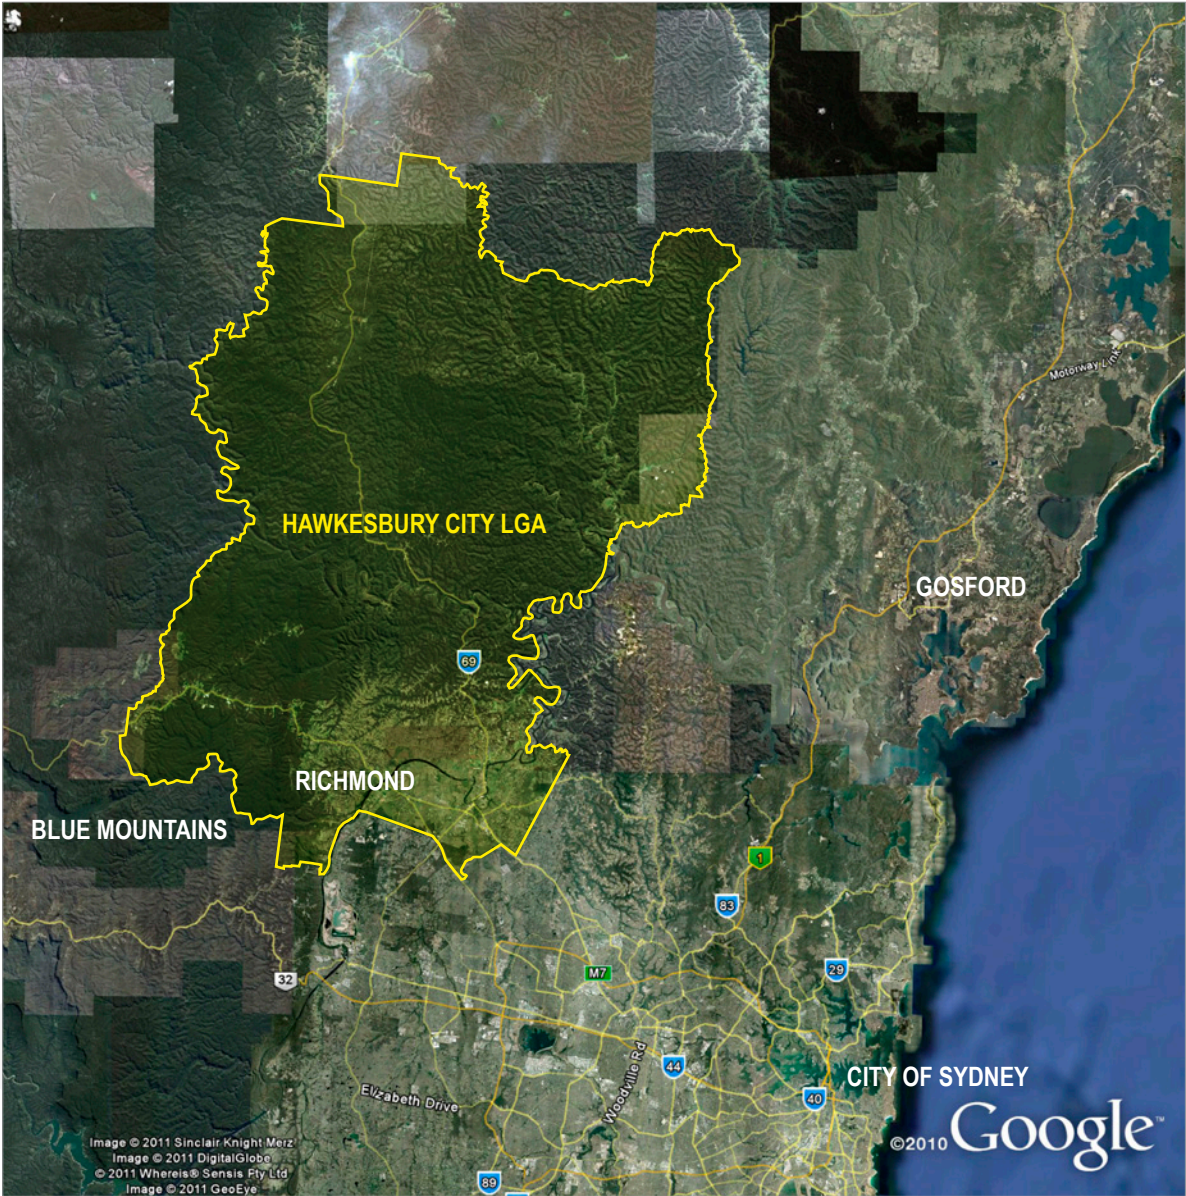 Motorway Link
HAWKESBURY CITY LGA
GOSFORD
69
RICHMOND
BLUE MOUNTAINS
1
83
M7
32
29
44
CITY OF SYDNEY
Woodville Rd
Elizabeth Drive
40
©2010 Google™
Image © 2011 Sinclair Knight Merz
Image © 2011 DigitalGlobe
© 2011 Whereis® Sensis Pty Ltd
Image © 2011 GeoEye
89